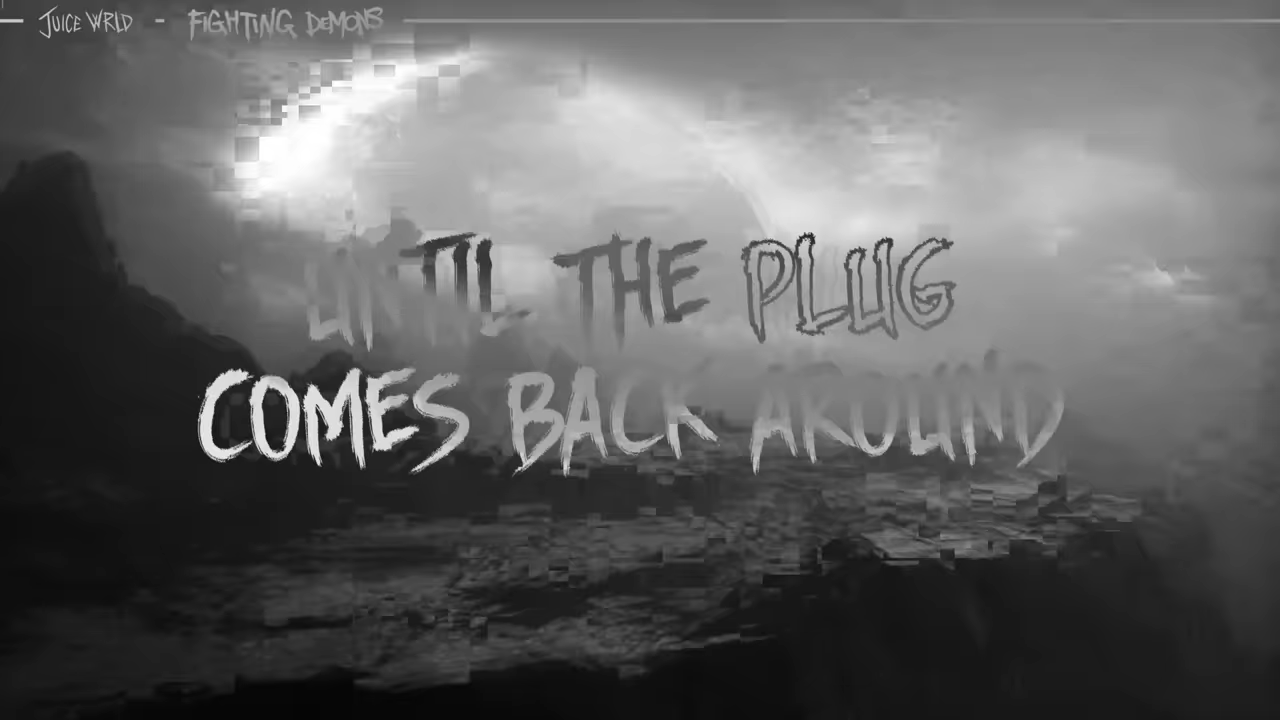 JUICE WRLD - FIGHTING DEMONS
UNTIL THE PLUG
COMES BACK AROUND